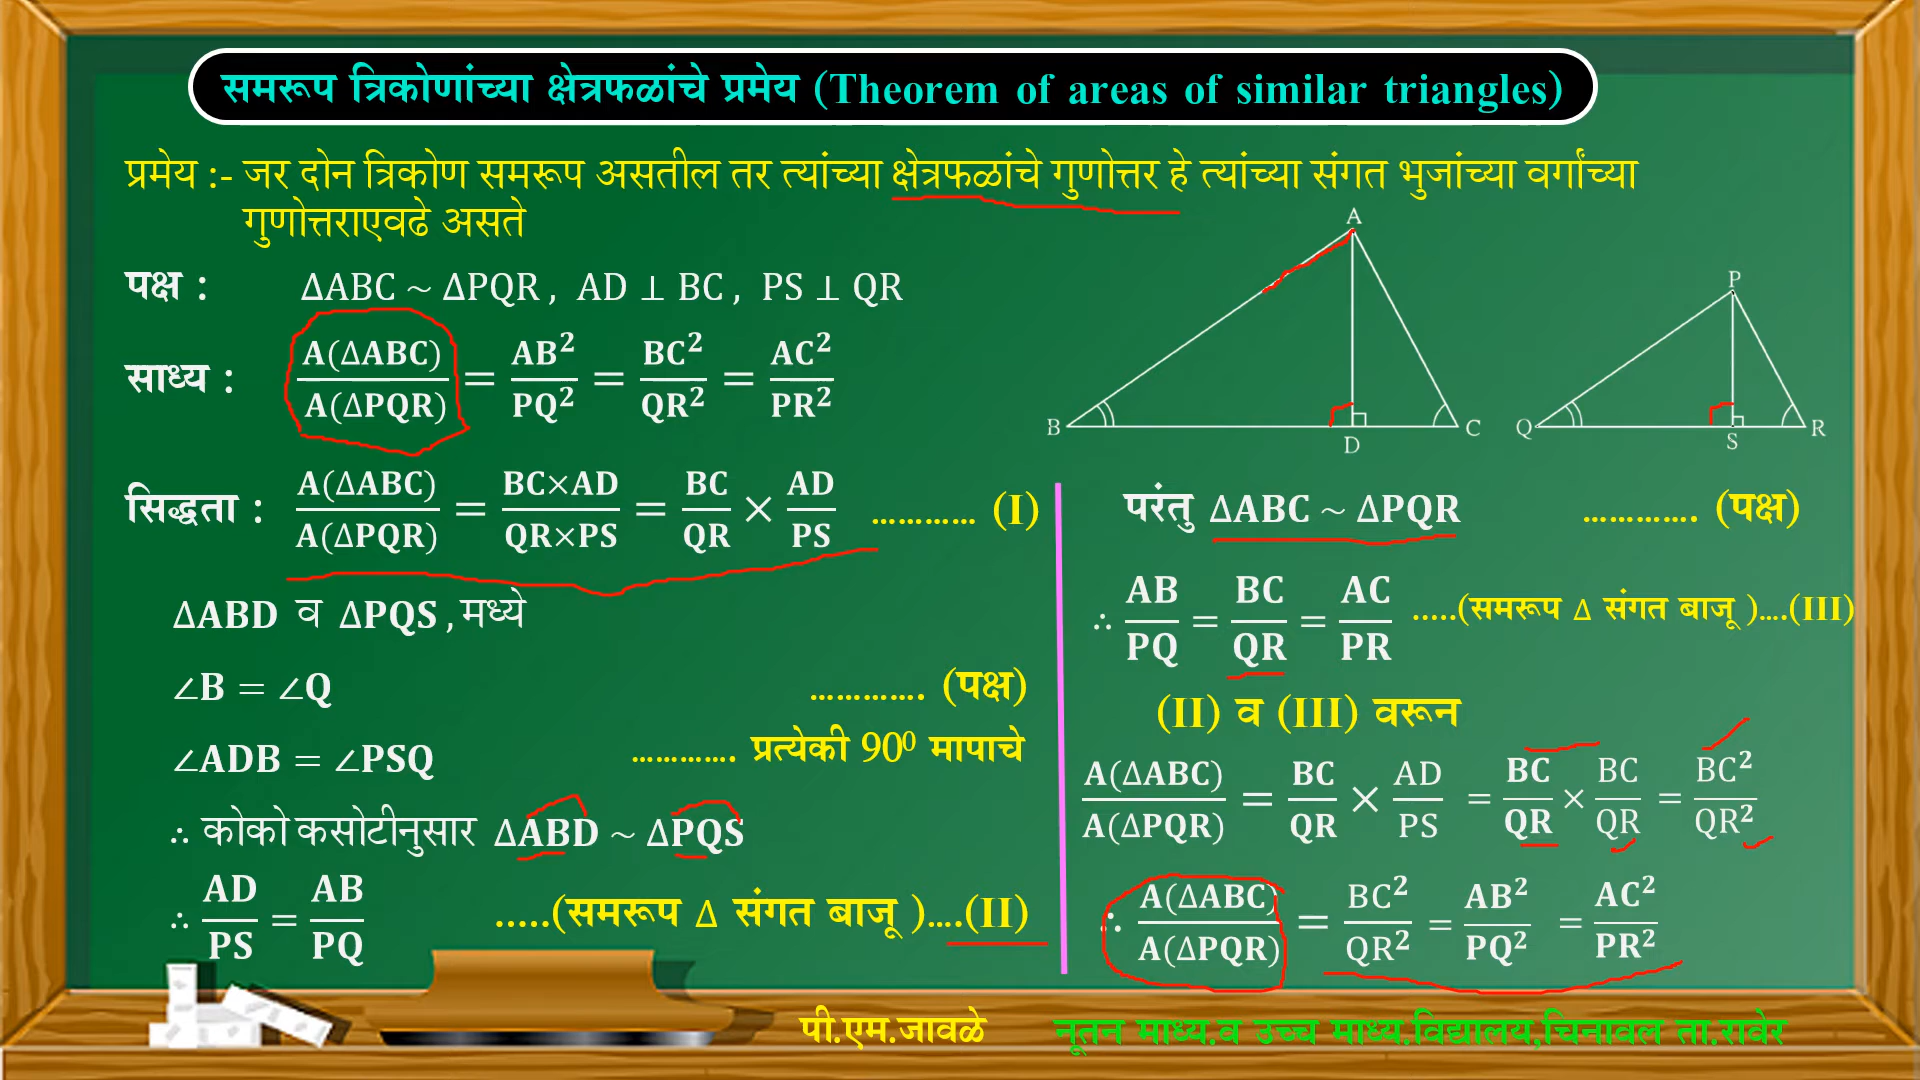 समरूप त्रिकोणांच्या क्षेत्रफळांचे प्रमेय (Theorem of areas of similar triangles)
प्रमेय :- जर दोन त्रिकोण समरूप असतील तर त्यांच्या क्षेत्रफळांचे गुणोत्तर हे त्यांच्या संगत भुजांच्या वर्गांच्या
गुणोत्तराएवढे असते
पक्ष : ΔABC ~ ΔPQR , AD ⊥ BC , PS ⊥ QR
साध्य : A(ΔABC)/A(ΔPQR) = AB²/PQ² = BC²/QR² = AC²/PR²
A
B
D
C
P
Q
S
R
सिद्धता : A(ΔABC)/A(ΔPQR) = BC×AD/QR×PS = BC/QR × AD/PS ............ (I)
ΔABD व ΔPQS , मध्ये
∠B = ∠Q ............. (पक्ष)
∠ADB = ∠PSQ ............. प्रत्येकी 90⁰ मापाचे
∴ कोको कसोटीनुसार ΔABD ~ ΔPQS
∴ AD/PS = AB/PQ .....(समरूप Δ संगत बाजू )....(II)
परंतु ΔABC ~ ΔPQR ............. (पक्ष)
∴ AB/PQ = BC/QR = AC/PR .....(समरूप Δ संगत बाजू )....(III)
(II) व (III) वरून
A(ΔABC)/A(ΔPQR) = BC/QR × AD/PS = BC/QR × BC/QR = BC²/QR²
∴ A(ΔABC)/A(ΔPQR) = BC²/QR² = AB²/PQ² = AC²/PR²
पी.एम.जावळे नूतन माध्य.व उच्च माध्य.विद्यालय,चिनावल ता.रावेर